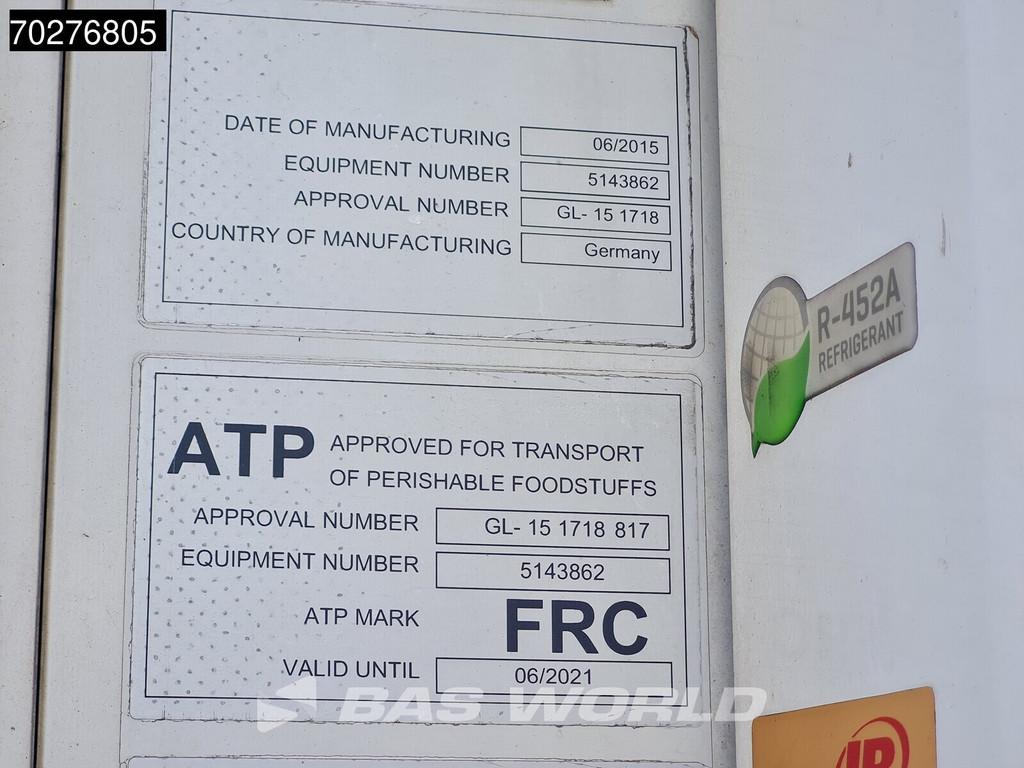 70276805
DATE OF MANUFACTURING 06/2015
EQUIPMENT NUMBER 5143862
APPROVAL NUMBER GL- 15 1718
COUNTRY OF MANUFACTURING Germany
R-452A
REFRIGERANT
ATP APPROVED FOR TRANSPORT
OF PERISHABLE FOODSTUFFS
APPROVAL NUMBER GL- 15 1718 817
EQUIPMENT NUMBER 5143862
ATP MARK FRC
VALID UNTIL 06/2021
BAS WORLD
IR